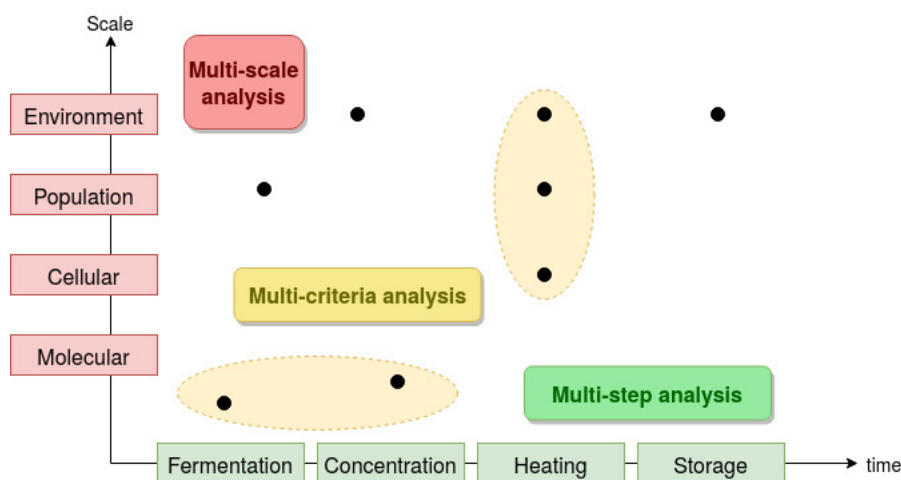 Scale
Multi-scale
analysis
Environment
Population
Cellular
Multi-criteria analysis
Molecular
Multi-step analysis
Fermentation
Concentration
Heating
Storage
time